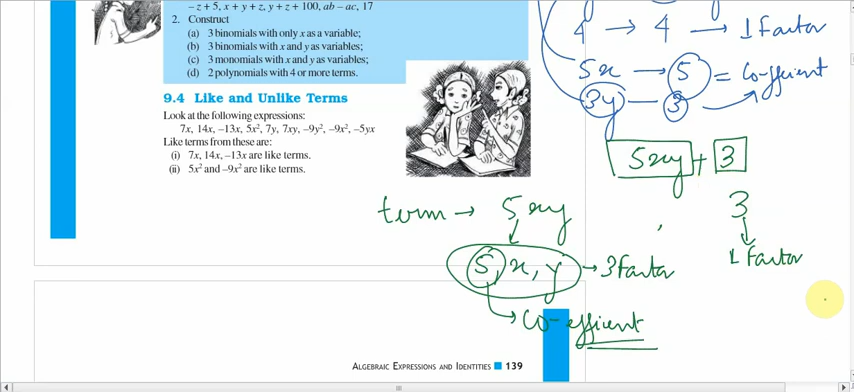 – z + 5, x + y + z, y + z + 100, ab – ac, 17
2. Construct
(a) 3 binomials with only x as a variable;
(b) 3 binomials with x and y as variables;
(c) 3 monomials with x and y as variables;
(d) 2 polynomials with 4 or more terms.
9.4 Like and Unlike Terms
Look at the following expressions:
7x, 14x, –13x, 5x², 7y, 7xy, –9y², –9x², –5yx
Like terms from these are:
(i) 7x, 14x, –13x are like terms.
(ii) 5x² and –9x² are like terms.
4 → 4 → 1 Factor
5x → 5 = Co-fficient
3y — 3
5xy + 3
term → 5xy
5, x, y → 3 Factor
Co-efficient
3
1 Factor
ALGEBRAIC EXPRESSIONS AND IDENTITIES 139